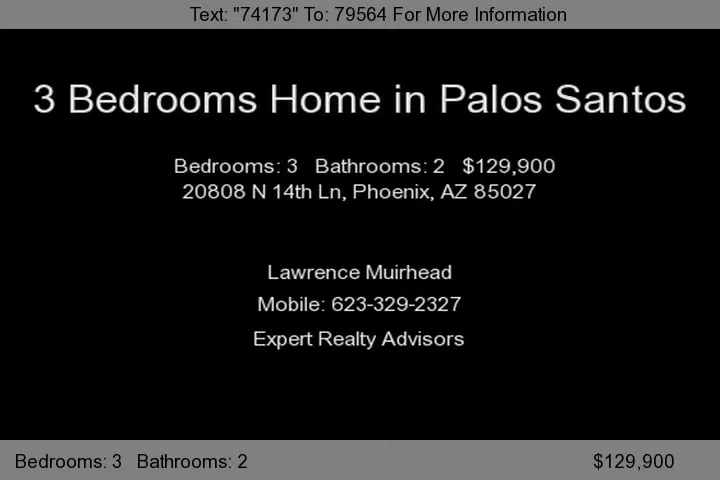 Text: "74173" To: 79564 For More Information
3 Bedrooms Home in Palos Santos
Bedrooms: 3 Bathrooms: 2 $129,900
20808 N 14th Ln, Phoenix, AZ 85027
Lawrence Muirhead
Mobile: 623-329-2327
Expert Realty Advisors
Bedrooms: 3 Bathrooms: 2 $129,900